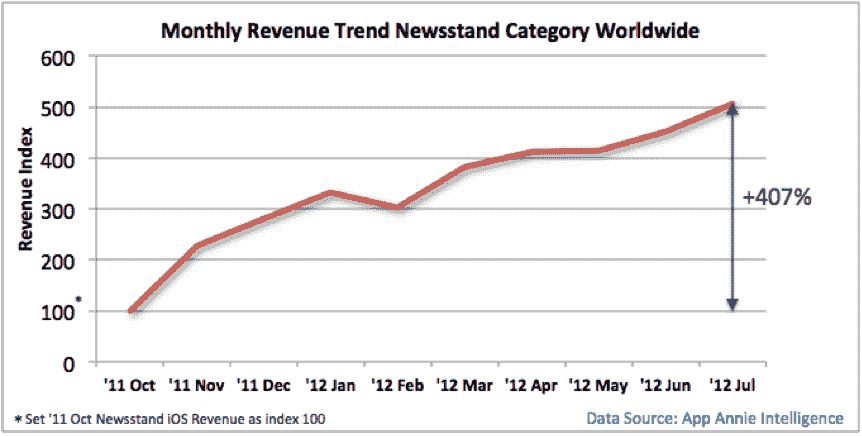 Monthly Revenue Trend Newsstand Category Worldwide
600
500
400
300
200
100*
0
Revenue Index
+407%
'11 Oct '11 Nov '11 Dec '12 Jan '12 Feb '12 Mar '12 Apr '12 May '12 Jun '12 Jul
* Set '11 Oct Newsstand iOS Revenue as index 100
Data Source: App Annie Intelligence